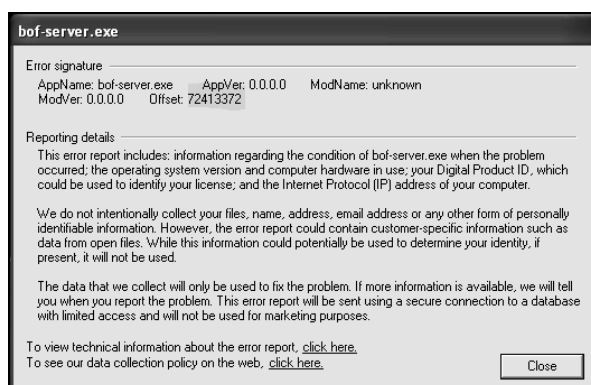 bof-server.exe
Error signature
AppName: bof-server.exe AppVer: 0.0.0.0 ModName: unknown
ModVer: 0.0.0.0 Offset: 72413372
Reporting details
This error report includes: information regarding the condition of bof-server.exe when the problem
occurred; the operating system version and computer hardware in use; your Digital Product ID, which
could be used to identify your license; and the Internet Protocol (IP) address of your computer.
We do not intentionally collect your files, name, address, email address or any other form of personally
identifiable information. However, the error report could contain customer-specific information such as
data from open files. While this information could potentially be used to determine your identity, if
present, it will not be used.
The data that we collect will only be used to fix the problem. If more information is available, we will tell
you when you report the problem. This error report will be sent using a secure connection to a database
with limited access and will not be used for marketing purposes.
To view technical information about the error report, click here.
To see our data collection policy on the web, click here.
Close